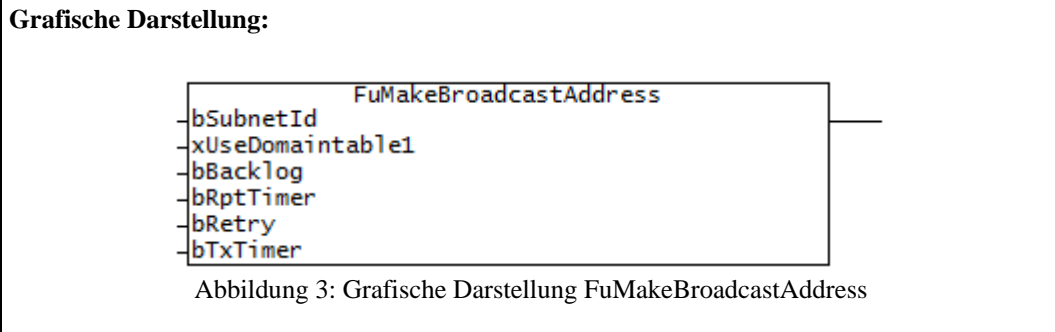 Grafische Darstellung:
FuMakeBroadcastAddress
bSubnetId
xUseDomaintable1
bBacklog
bRptTimer
bRetry
bTxTimer
Abbildung 3: Grafische Darstellung FuMakeBroadcastAddress